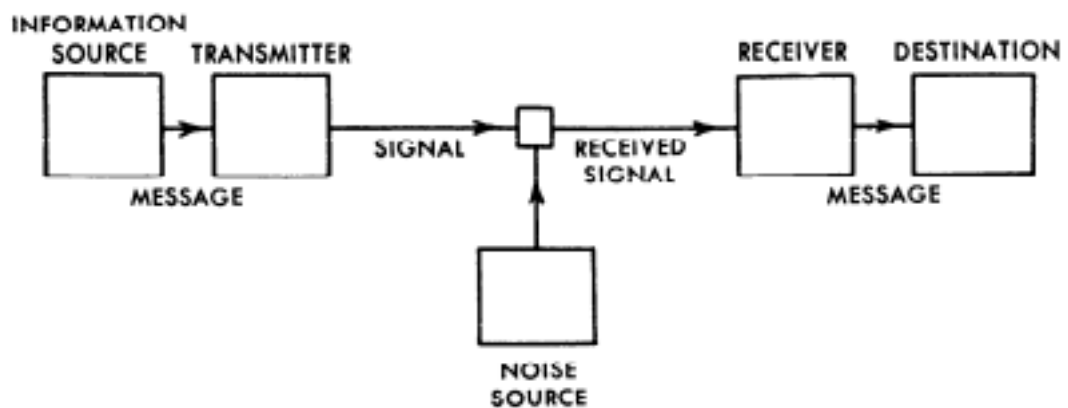 INFORMATION
SOURCE
TRANSMITTER
RECEIVER
DESTINATION
SIGNAL
RECEIVED
SIGNAL
MESSAGE
MESSAGE
NOISE
SOURCE